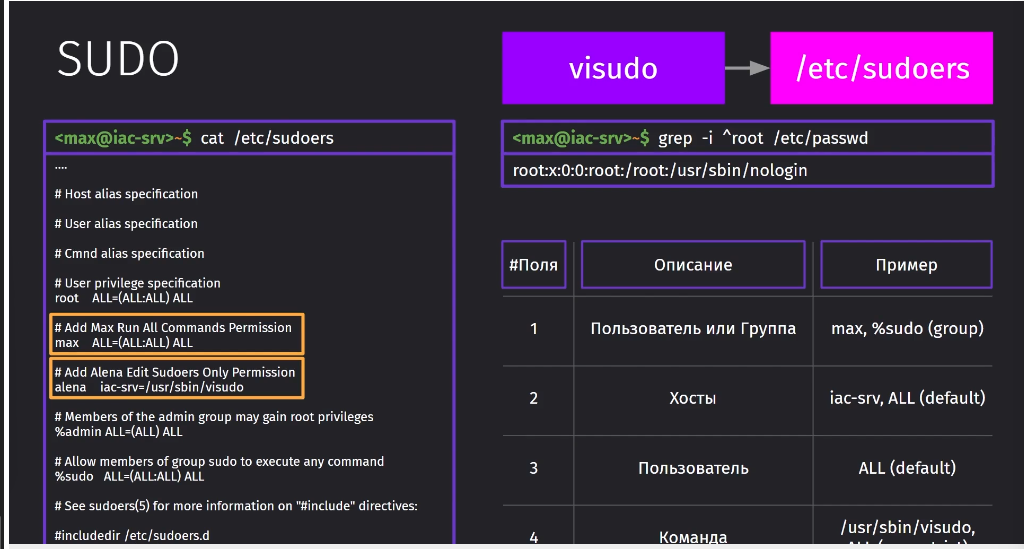 SUDO
visudo
/etc/sudoers
<max@iac-srv>~$ cat /etc/sudoers
....
# Host alias specification
# User alias specification
# Cmnd alias specification
# User privilege specification
root ALL=(ALL:ALL) ALL
# Add Max Run All Commands Permission
max ALL=(ALL:ALL) ALL
# Add Alena Edit Sudoers Only Permission
alena iac-srv=/usr/sbin/visudo
# Members of the admin group may gain root privileges
%admin ALL=(ALL) ALL
# Allow members of group sudo to execute any command
%sudo ALL=(ALL:ALL) ALL
# See sudoers(5) for more information on "#include" directives:
#includedir /etc/sudoers.d
<max@iac-srv>~$ grep -i ^root /etc/passwd
root:x:0:0:root:/root:/usr/sbin/nologin
#Поля Описание Пример
1 Пользователь или Группа max, %sudo (group)
2 Хосты iac-srv, ALL (default)
3 Пользователь ALL (default)
4 Команда /usr/sbin/visudo,